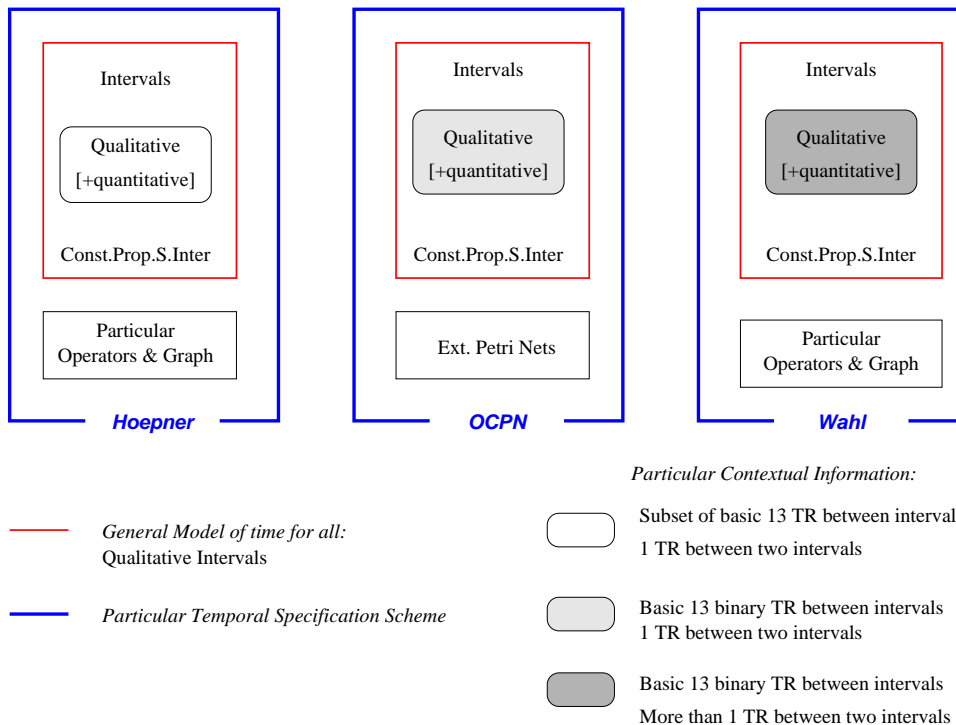 Intervals
Qualitative
[+quantitative]
Const.Prop.S.Inter
Particular
Operators & Graph
Hoepner
Intervals
Qualitative
[+quantitative]
Const.Prop.S.Inter
Ext. Petri Nets
OCPN
Intervals
Qualitative
[+quantitative]
Const.Prop.S.Inter
Particular
Operators & Graph
Wahl
General Model of time for all:
Qualitative Intervals
Particular Temporal Specification Scheme
Particular Contextual Information:
Subset of basic 13 TR between interval
1 TR between two intervals
Basic 13 binary TR between intervals
1 TR between two intervals
Basic 13 binary TR between intervals
More than 1 TR between two intervals